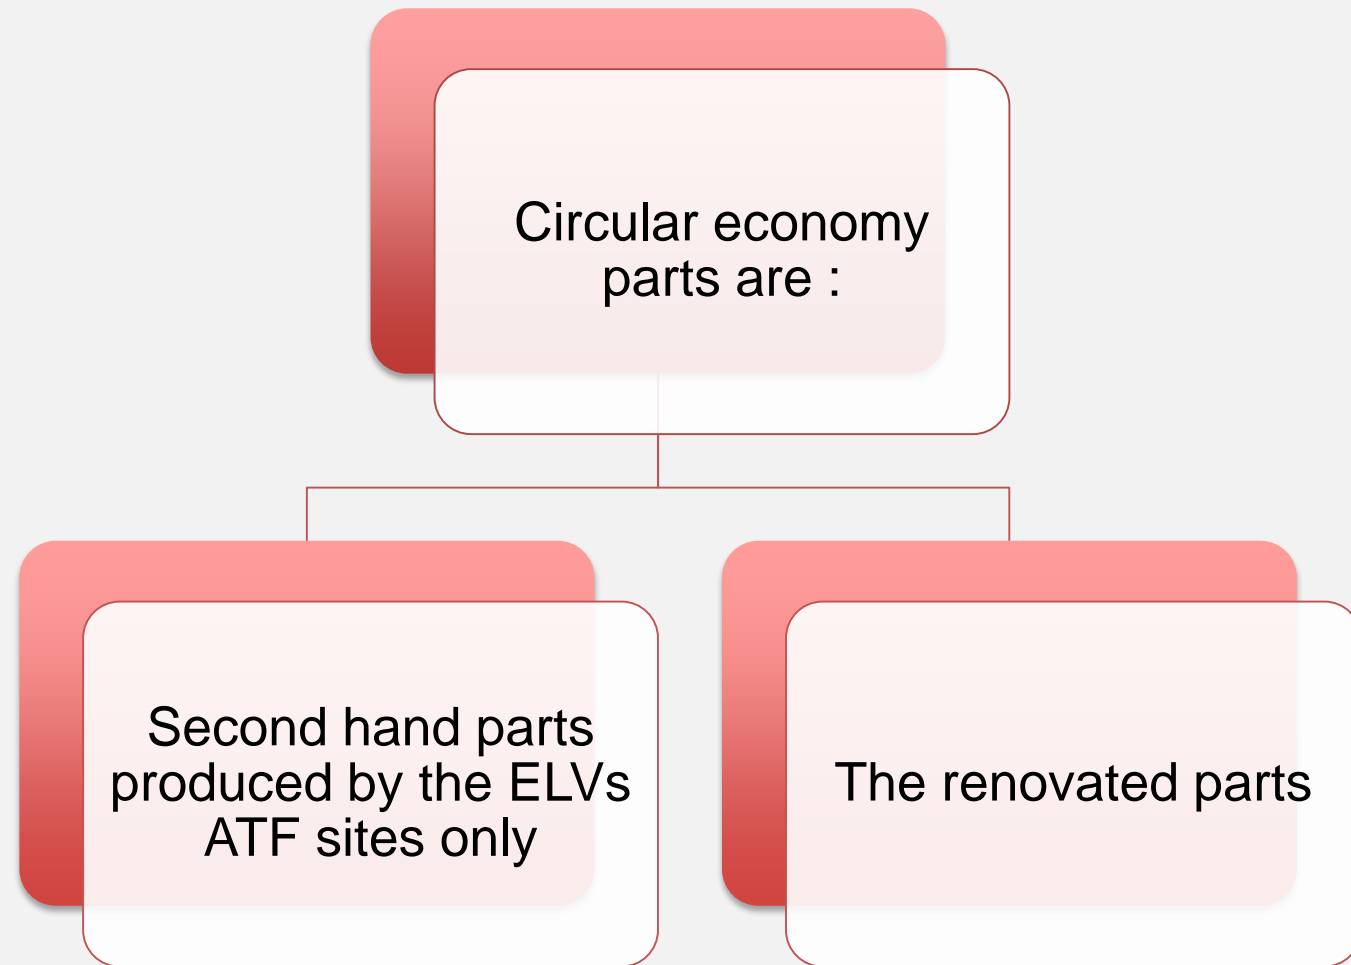 Circular economy
parts are :
Second hand parts
produced by the ELVs
ATF sites only
The renovated parts